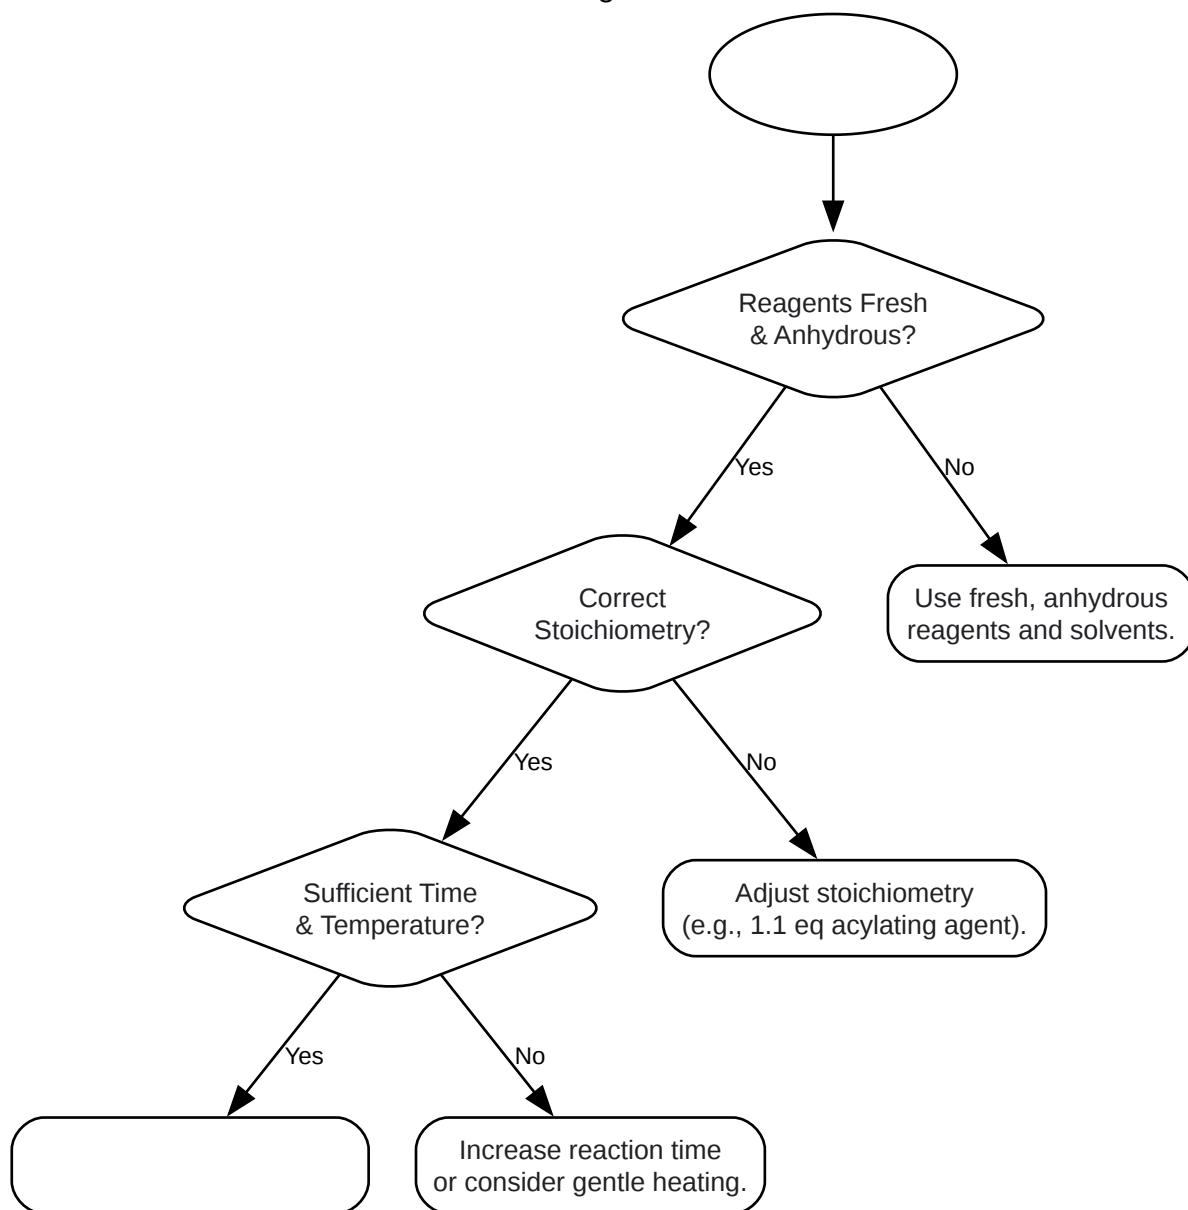 Reagents Fresh
& Anhydrous?
Yes
No
Correct
Stoichiometry?
Use fresh, anhydrous
reagents and solvents.
Yes
No
Sufficient Time
& Temperature?
Adjust stoichiometry
(e.g., 1.1 eq acylating agent).
Yes
No
Increase reaction time
or consider gentle heating.